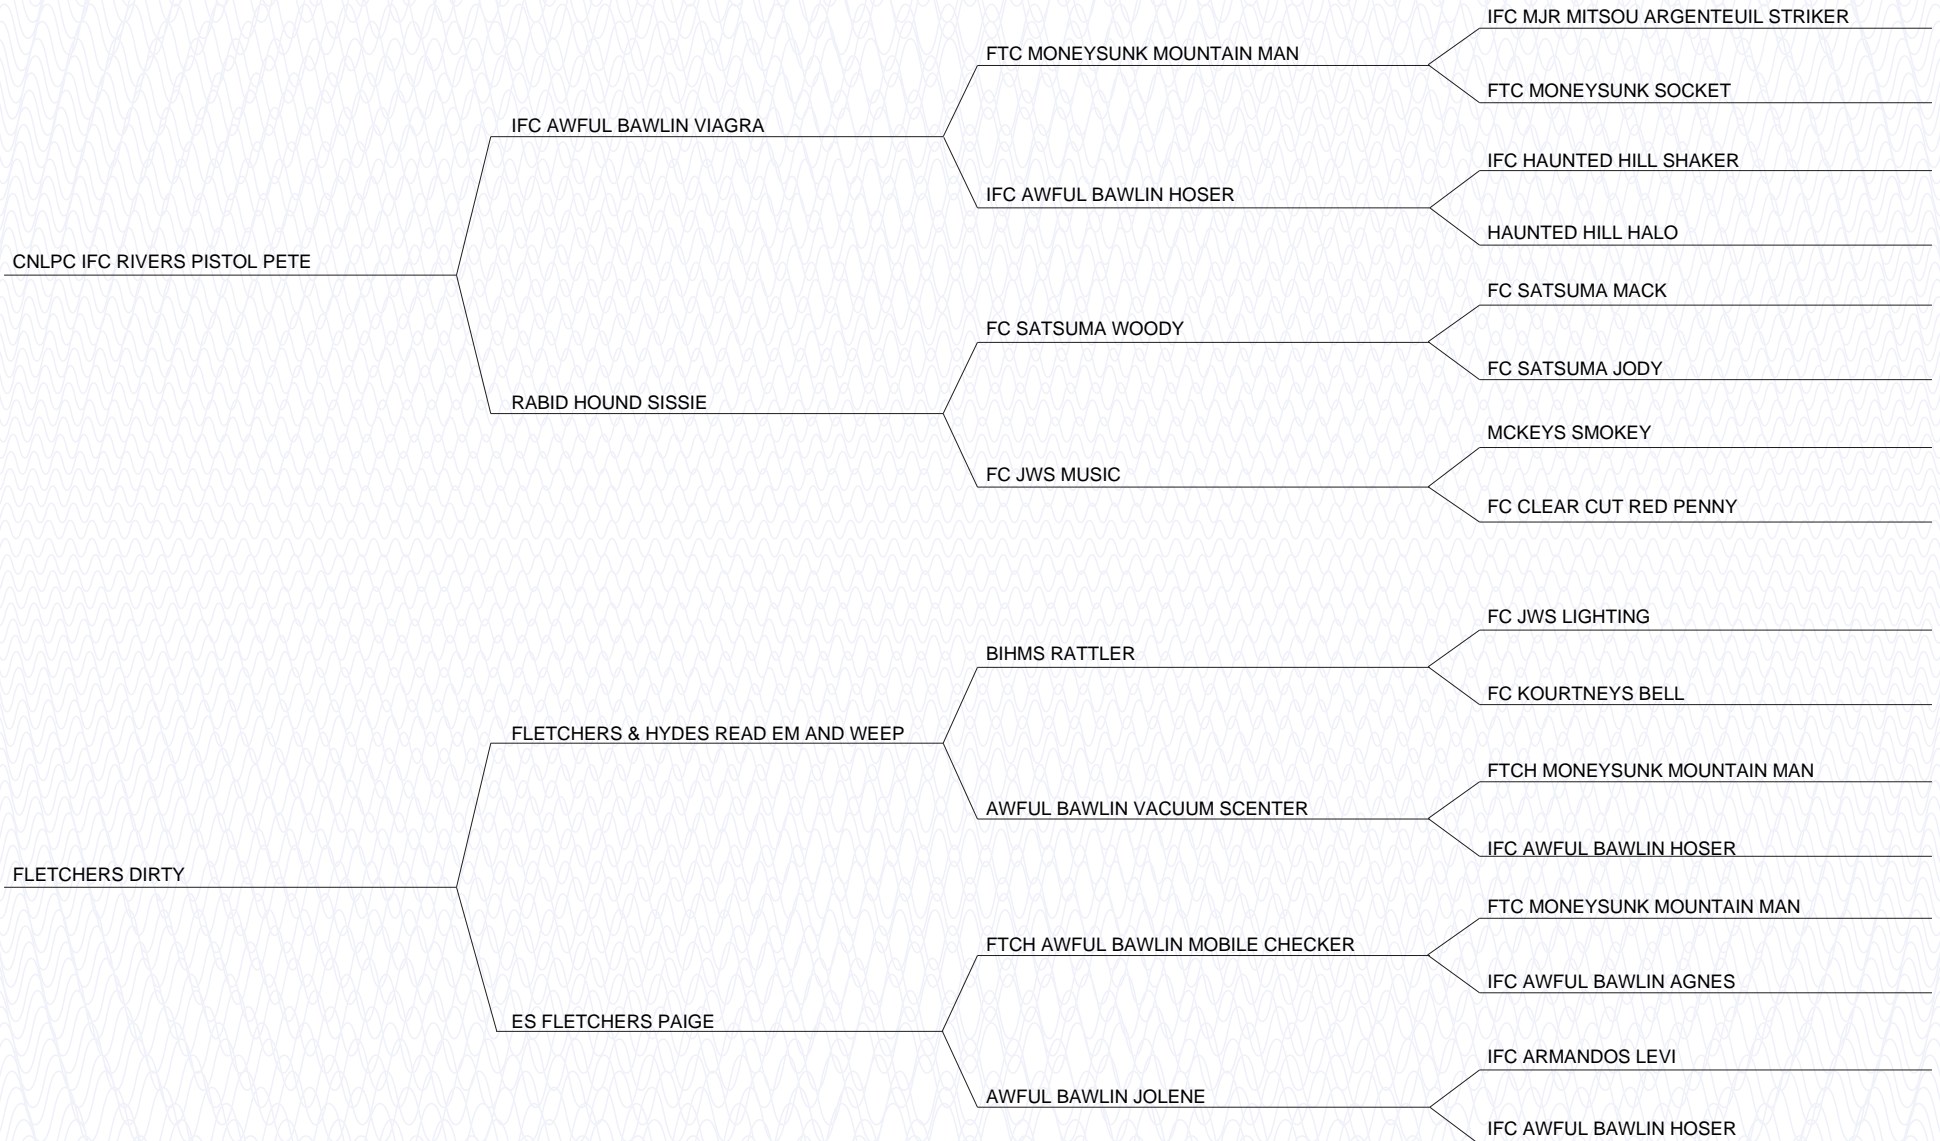 IFC MJR MITSOU ARGENTEUIL STRIKER
FTC MONEYSUNK MOUNTAIN MAN
FTC MONEYSUNK SOCKET
IFC AWFUL BAWLIN VIAGRA
IFC HAUNTED HILL SHAKER
IFC AWFUL BAWLIN HOSER
HAUNTED HILL HALO
CNLPC IFC RIVERS PISTOL PETE
FC SATSUMA MACK
FC SATSUMA WOODY
FC SATSUMA JODY
RABID HOUND SISSIE
MCKEYS SMOKEY
FC JWS MUSIC
FC CLEAR CUT RED PENNY
FC JWS LIGHTING
BIHMS RATTLER
FC KOURTNEYS BELL
FLETCHERS & HYDES READ EM AND WEEP
FTCH MONEYSUNK MOUNTAIN MAN
AWFUL BAWLIN VACUUM SCENTER
IFC AWFUL BAWLIN HOSER
FLETCHERS DIRTY
FTC MONEYSUNK MOUNTAIN MAN
FTCH AWFUL BAWLIN MOBILE CHECKER
IFC AWFUL BAWLIN AGNES
ES FLETCHERS PAIGE
IFC ARMANDOS LEVI
AWFUL BAWLIN JOLENE
IFC AWFUL BAWLIN HOSER